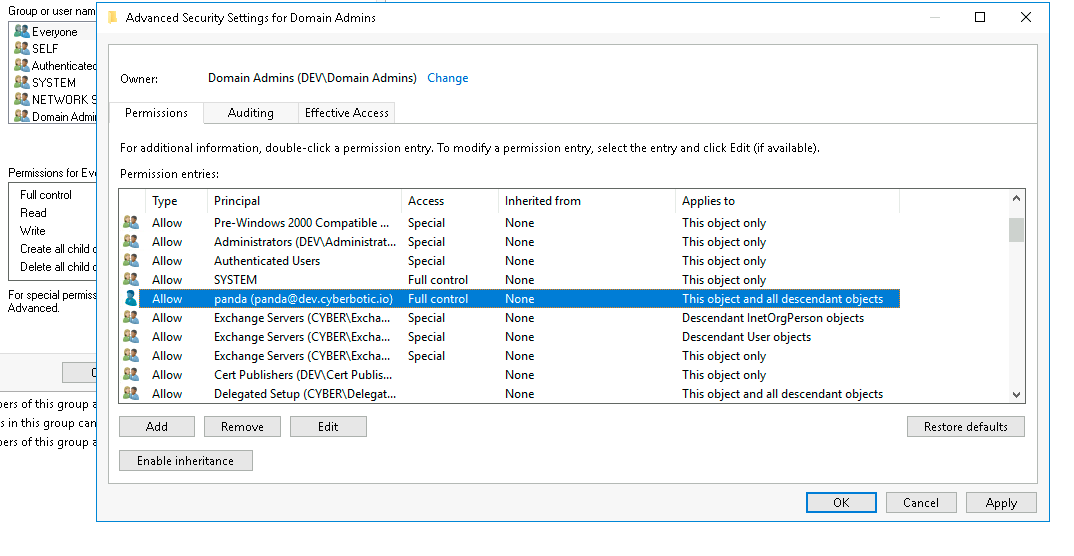 Group or user nam
Everyone
SELF
Authenticated
SYSTEM
NETWORK S
Domain Admi
Permissions for Eve
Full control
Read
Write
Create all child o
Delete all child o
For special permiss
Advanced.
Advanced Security Settings for Domain Admins
Owner: Domain Admins (DEV\Domain Admins) Change
Permissions Auditing Effective Access
For additional information, double-click a permission entry. To modify a permission entry, select the entry and click Edit (if available).
Permission entries:
Type Principal Access Inherited from Applies to
Allow Pre-Windows 2000 Compatible ... Special None This object only
Allow Administrators (DEV\Administrat... Special None This object only
Allow Authenticated Users Special None This object only
Allow SYSTEM Full control None This object only
Allow panda (panda@dev.cyberbotic.io) Full control None This object and all descendant objects
Allow Exchange Servers (CYBER\Excha... Special None Descendant InetOrgPerson objects
Allow Exchange Servers (CYBER\Excha... Special None Descendant User objects
Allow Exchange Servers (CYBER\Excha... Special None This object only
Allow Cert Publishers (DEV\Cert Publis... None This object only
Allow Delegated Setup (CYBER\Delegat... None This object and all descendant objects
Add Remove Edit Restore defaults
Enable inheritance
OK Cancel Apply
bers of this group a
s in this group can
bers of this group a